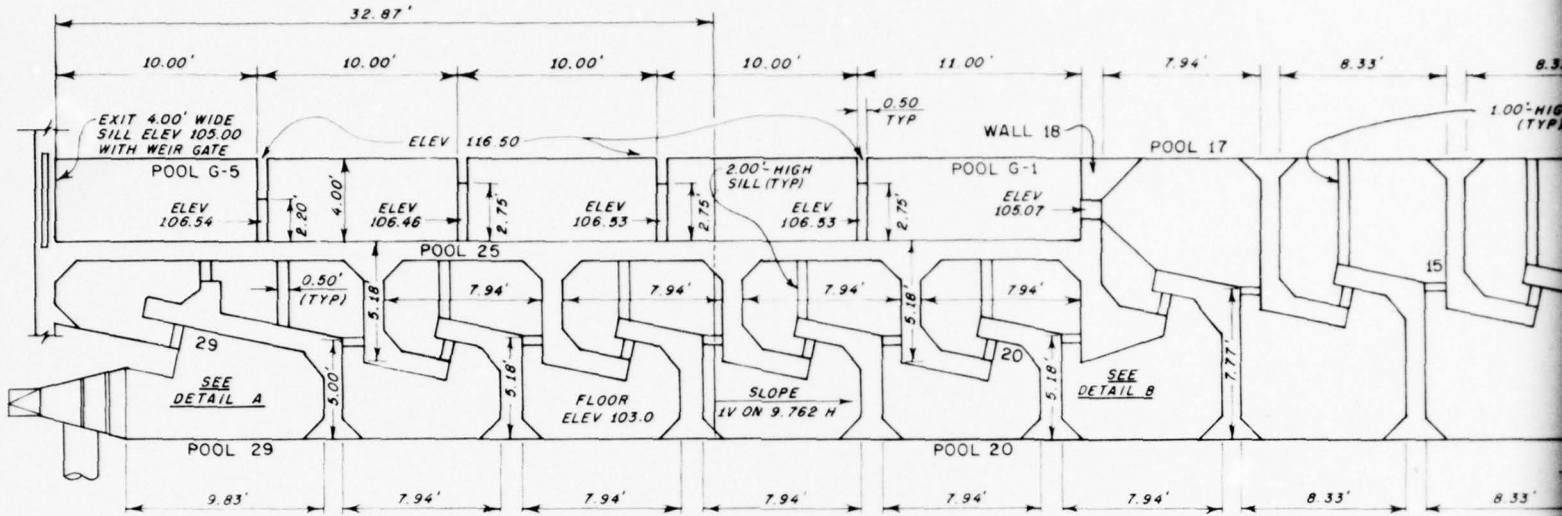 32.87'
10.00' 10.00' 10.00' 10.00' 11.00' 7.94' 8.33'
0.50
TYP
EXIT 4.00' WIDE
SILL ELEV 105.00
WITH WEIR GATE
ELEV 116.50
WALL 18
POOL 17
1.00'-HIG
(TYP)
POOL G-5
2.00'-HIGH
SILL (TYP)
POOL G-1
ELEV
106.54
2.20'
4.00'
ELEV
106.46
2.75'
ELEV
106.53
2.75'
ELEV
106.53
2.75'
ELEV
105.07
POOL 25
0.50'
(TYP)
5.18'
7.94' 7.94' 7.94' 5.18' 7.94'
15
29
20
5.00'
5.18'
5.18'
7.77'
SEE
DETAIL A
FLOOR
ELEV 103.0
SLOPE
1V ON 9.762 H
SEE
DETAIL B
POOL 29
POOL 20
9.83' 7.94' 7.94' 7.94' 7.94' 7.94' 8.33' 8.33'